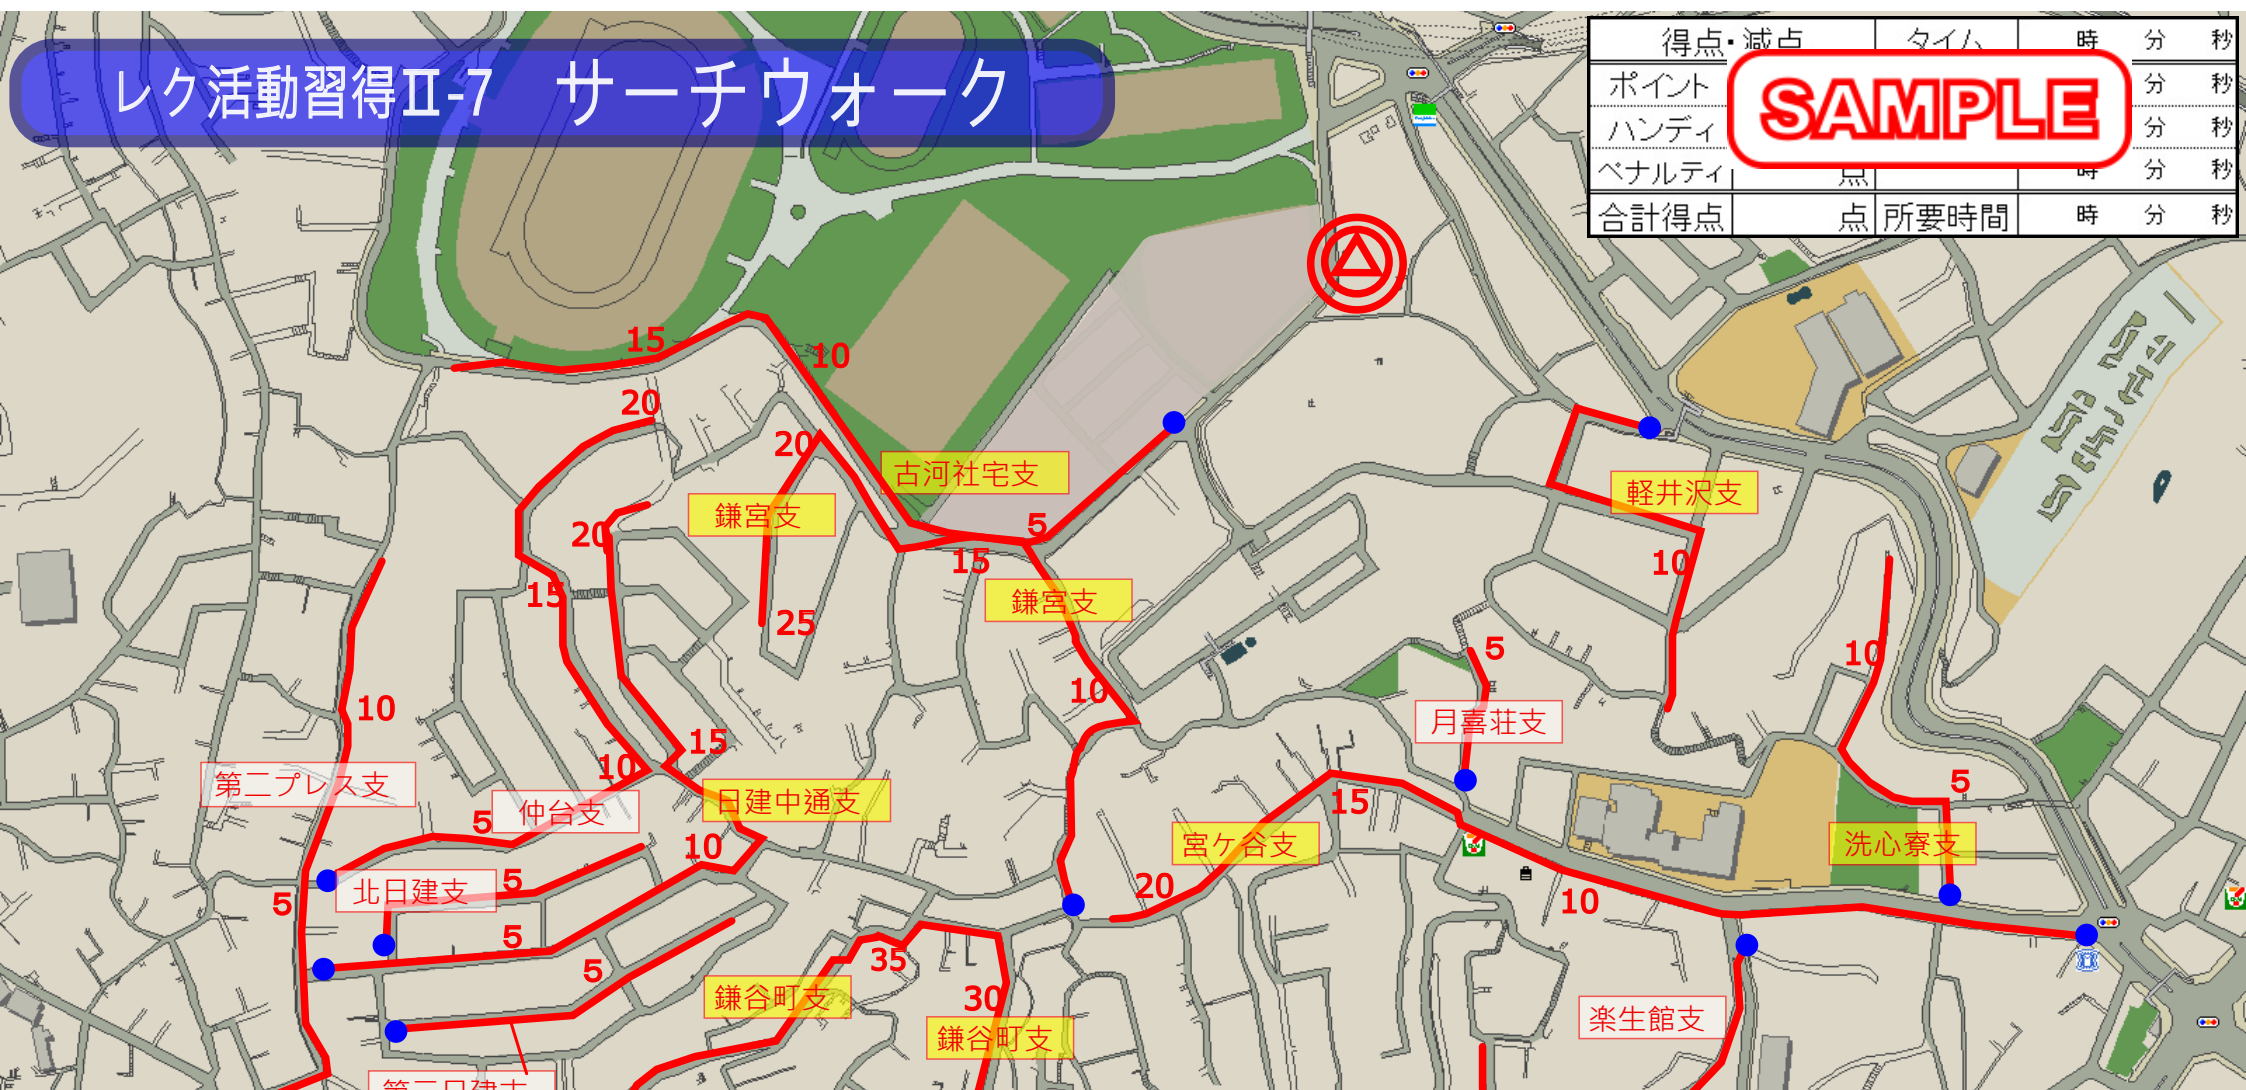 レク活動習得Ⅱ-7　サーチウォーク
得点・減点 タイム 時 分 秒
ポイント 分 秒
ハンディ 分 秒
ペナルティ 点 時 分 秒
合計得点 点 所要時間 時 分 秒
SAMPLE
15
10
20
20
古河社宅支
鎌宮支
20
5
15
軽井沢支
10
15
鎌宮支
25
10
5
10
10
月喜荘支
15
10
第二プレス支
仲台支
5
日建中通支
15
5
宮ケ谷支
洗心寮支
10
北日建支
5
5
20
10
5
5
35
鎌谷町支
30
鎌谷町支
楽生館支
第二日建支